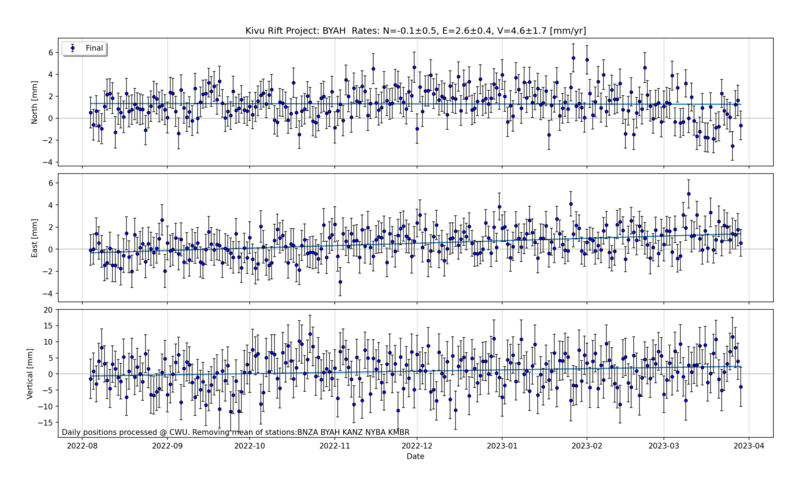 Kivu Rift Project: BYAH Rates: N=-0.1±0.5, E=2.6±0.4, V=4.6±1.7 [mm/yr]
Final
North [mm]
6
4
2
0
−2
−4
East [mm]
6
4
2
0
−2
−4
Vertical [mm]
20
15
10
5
0
−5
−10
−15
Daily positions processed @ CWU. Removing mean of stations:BNZA BYAH KANZ NYBA KMBR
2022-08 2022-09 2022-10 2022-11 2022-12 2023-01 2023-02 2023-03 2023-04
Date